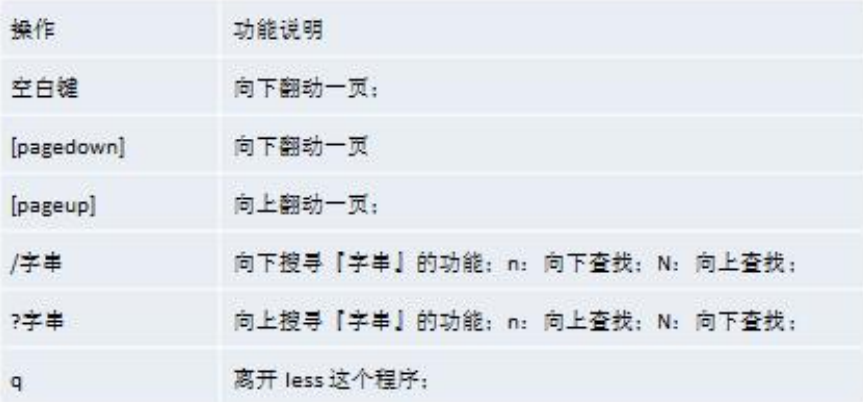 操作 功能说明
空白键 向下翻动一页；
[pagedown] 向下翻动一页
[pageup] 向上翻动一页；
/字串 向下搜寻『字串』的功能；n：向下查找；N：向上查找；
?字串 向上搜寻『字串』的功能；n：向上查找；N：向下查找；
q 离开 less 这个程序；